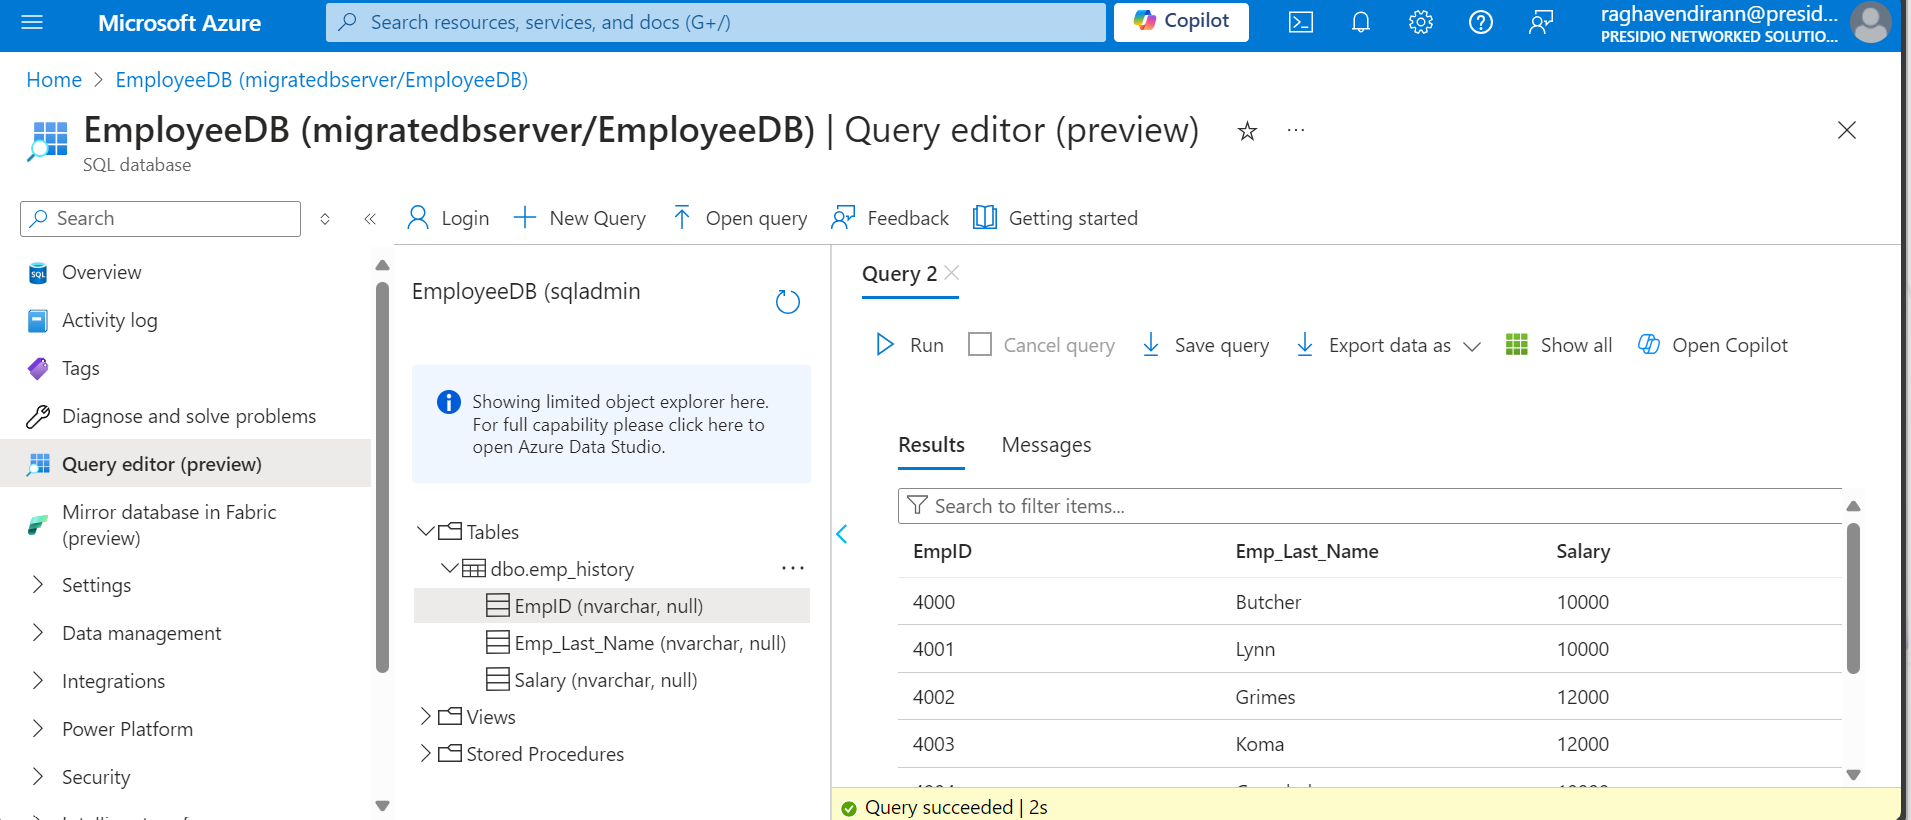 Microsoft Azure
Search resources, services, and docs (G+/)
Copilot
raghavendirann@presid...
PRESIDIO NETWORKED SOLUTIO...
Home > EmployeeDB (migratedbserver/EmployeeDB)
EmployeeDB (migratedbserver/EmployeeDB) | Query editor (preview)
SQL database
Search
Login
New Query
Open query
Feedback
Getting started
Overview
Activity log
Tags
Diagnose and solve problems
Query editor (preview)
Mirror database in Fabric
(preview)
Settings
Data management
Integrations
Power Platform
Security
EmployeeDB (sqladmin
Showing limited object explorer here.
For full capability please click here to
open Azure Data Studio.
Tables
dbo.emp_history
EmpID (nvarchar, null)
Emp_Last_Name (nvarchar, null)
Salary (nvarchar, null)
Views
Stored Procedures
Query 2
Run
Cancel query
Save query
Export data as
Show all
Open Copilot
Results
Messages
Search to filter items...
EmpID Emp_Last_Name Salary
4000 Butcher 10000
4001 Lynn 10000
4002 Grimes 12000
4003 Koma 12000
Query succeeded | 2s